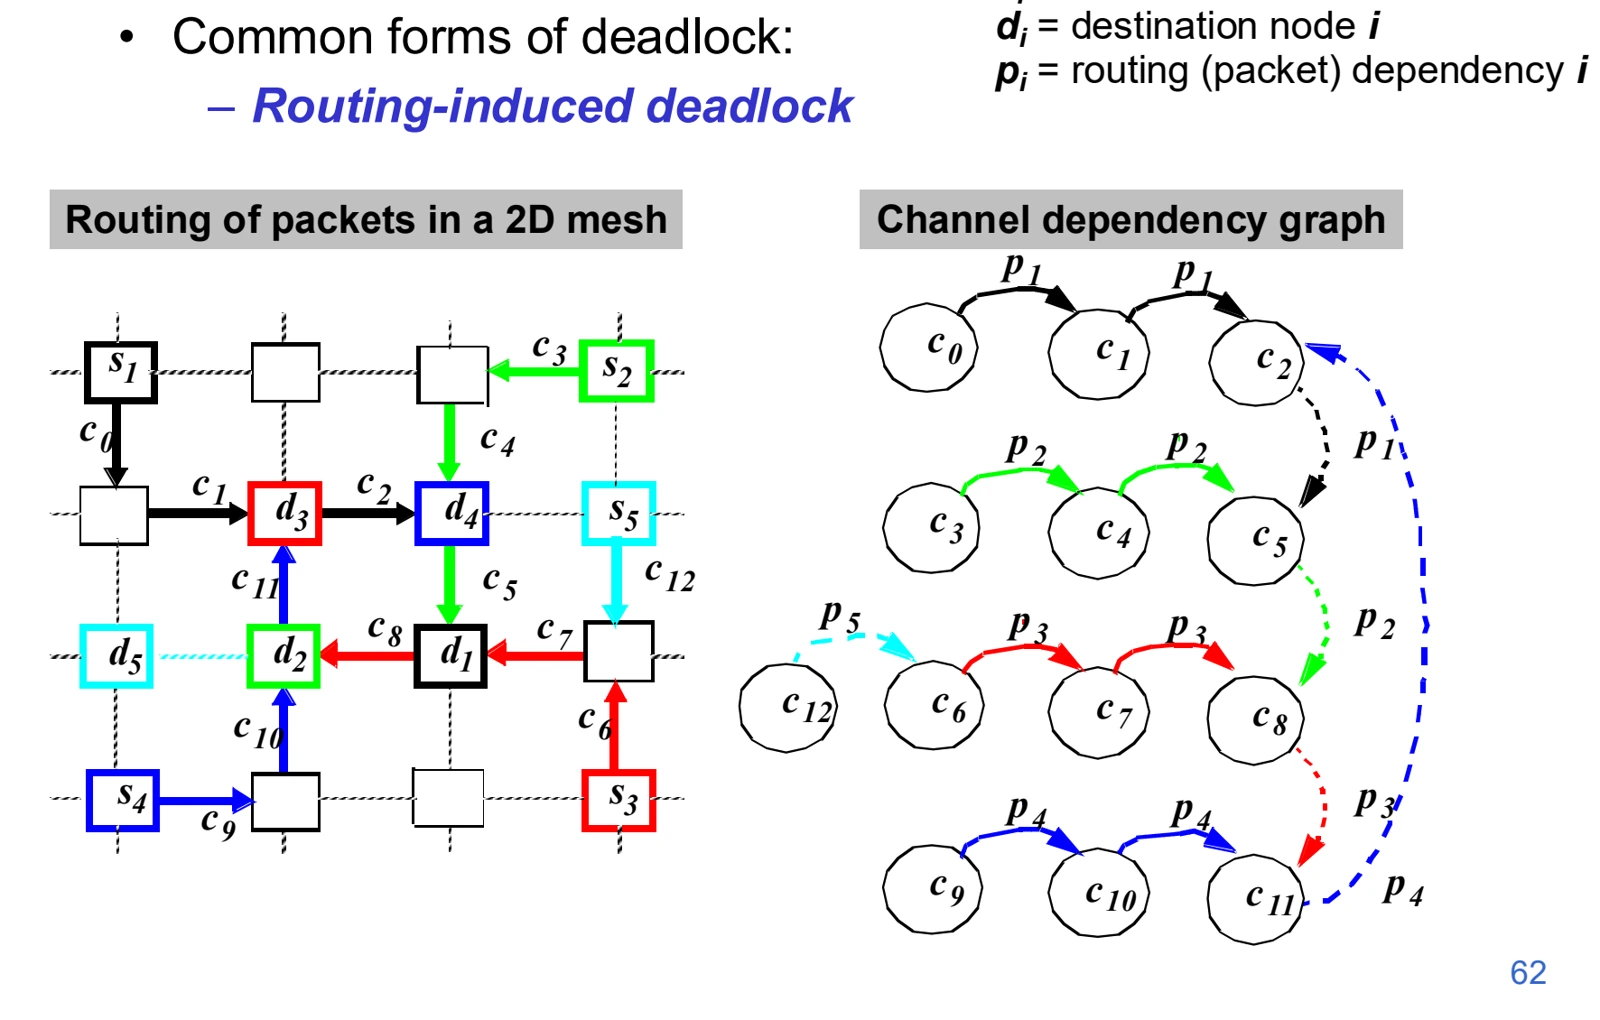 • Common forms of deadlock:
– Routing-induced deadlock
di = destination node i
pi = routing (packet) dependency i
Routing of packets in a 2D mesh
s1
c3
s2
c0
c4
c1
d3
c2
d4
s5
c11
c5
c12
d5
d2
c8
d1
c7
c10
c6
s4
c9
s3
Channel dependency graph
p1
p1
c0
c1
c2
p1
p2
p2
c3
c4
c5
p2
p5
p3
p3
c12
c6
c7
c8
p3
p4
p4
c9
c10
c11
p4
62